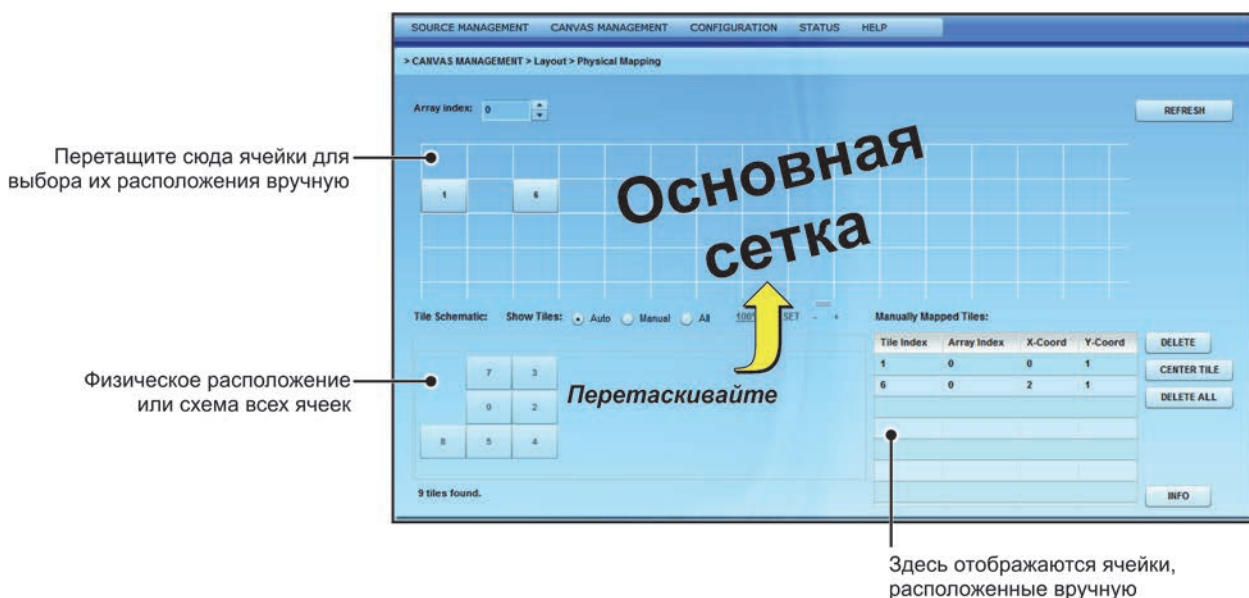 SOURCE MANAGEMENT CANVAS MANAGEMENT CONFIGURATION STATUS HELP
> CANVAS MANAGEMENT > Layout > Physical Mapping
Array index: 0
REFRESH
Перетащите сюда ячейки для
выбора их расположения вручную
1 6
Основная
сетка
Tile Schematic: Show Tiles: Auto Manual All 100% SET - +
Manually Mapped Tiles:
Tile Index Array Index X-Coord Y-Coord
1 0 0 1
6 0 2 1
DELETE
CENTER TILE
DELETE ALL
Физическое расположение
или схема всех ячеек
7 3
0 2
8 5 4
Перетаскивайте
9 tiles found.
INFO
Здесь отображаются ячейки,
расположенные вручную